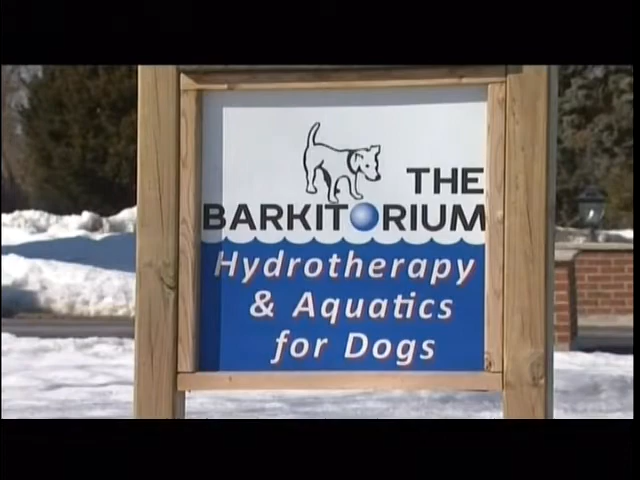 THE
BARKITORIUM
Hydrotherapy
& Aquatics
for Dogs